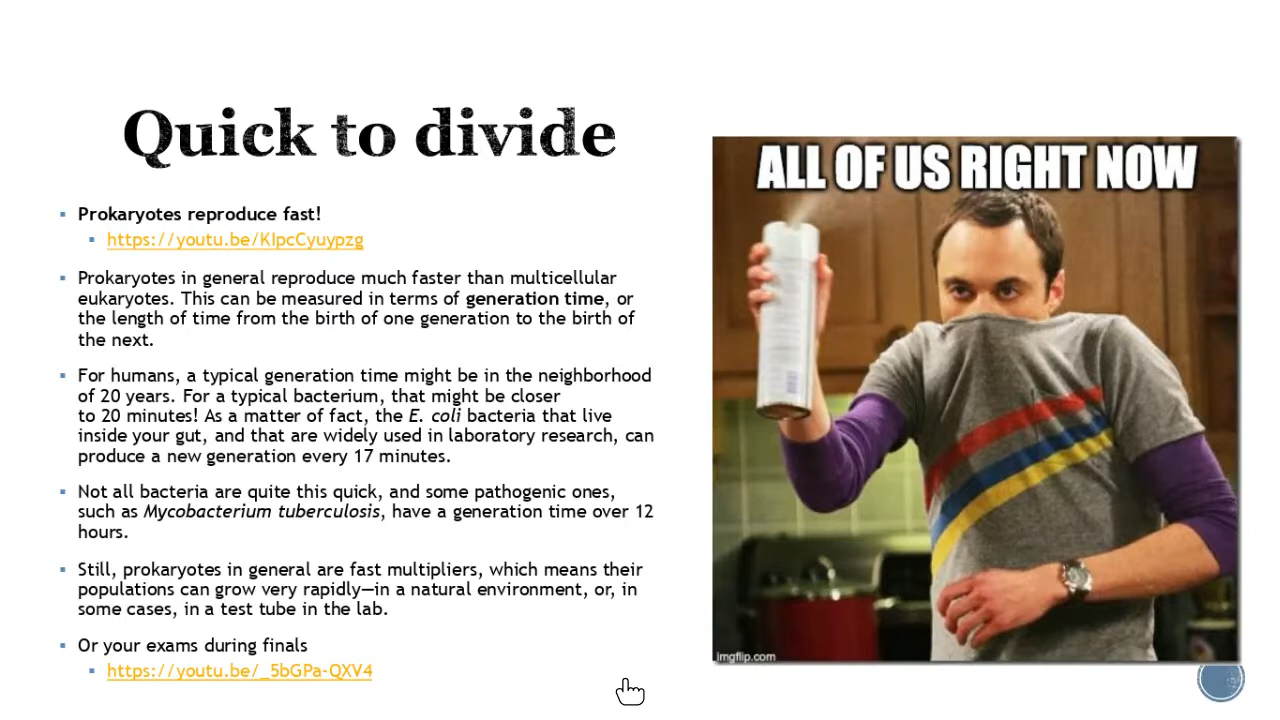 Quick to divide
Prokaryotes reproduce fast!
https://youtu.be/KIpcCyuypzg
Prokaryotes in general reproduce much faster than multicellular
eukaryotes. This can be measured in terms of generation time, or
the length of time from the birth of one generation to the birth of
the next.
For humans, a typical generation time might be in the neighborhood
of 20 years. For a typical bacterium, that might be closer
to 20 minutes! As a matter of fact, the E. coli bacteria that live
inside your gut, and that are widely used in laboratory research, can
produce a new generation every 17 minutes.
Not all bacteria are quite this quick, and some pathogenic ones,
such as Mycobacterium tuberculosis, have a generation time over 12
hours.
Still, prokaryotes in general are fast multipliers, which means their
populations can grow very rapidly—in a natural environment, or, in
some cases, in a test tube in the lab.
Or your exams during finals
https://youtu.be/_5bGPa-QXV4
ALL OF US RIGHT NOW
imgflip.com